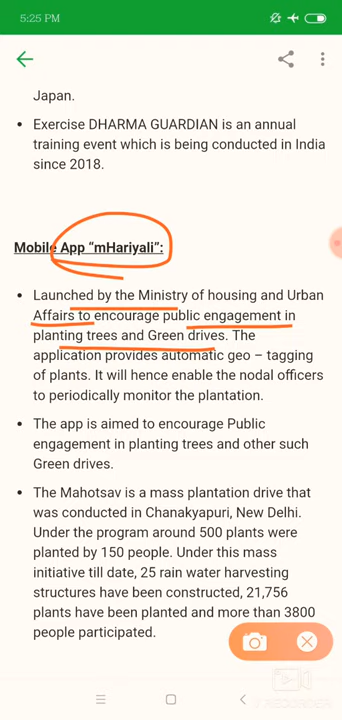 5:25 PM
Japan.
• Exercise DHARMA GUARDIAN is an annual
training event which is being conducted in India
since 2018.
Mobile App “mHariyali”:
• Launched by the Ministry of housing and Urban
Affairs to encourage public engagement in
planting trees and Green drives. The
application provides automatic geo – tagging
of plants. It will hence enable the nodal officers
to periodically monitor the plantation.
• The app is aimed to encourage Public
engagement in planting trees and other such
Green drives.
• The Mahotsav is a mass plantation drive that
was conducted in Chanakyapuri, New Delhi.
Under the program around 500 plants were
planted by 150 people. Under this mass
initiative till date, 25 rain water harvesting
structures have been constructed, 21,756
plants have been planted and more than 3800
people participated.